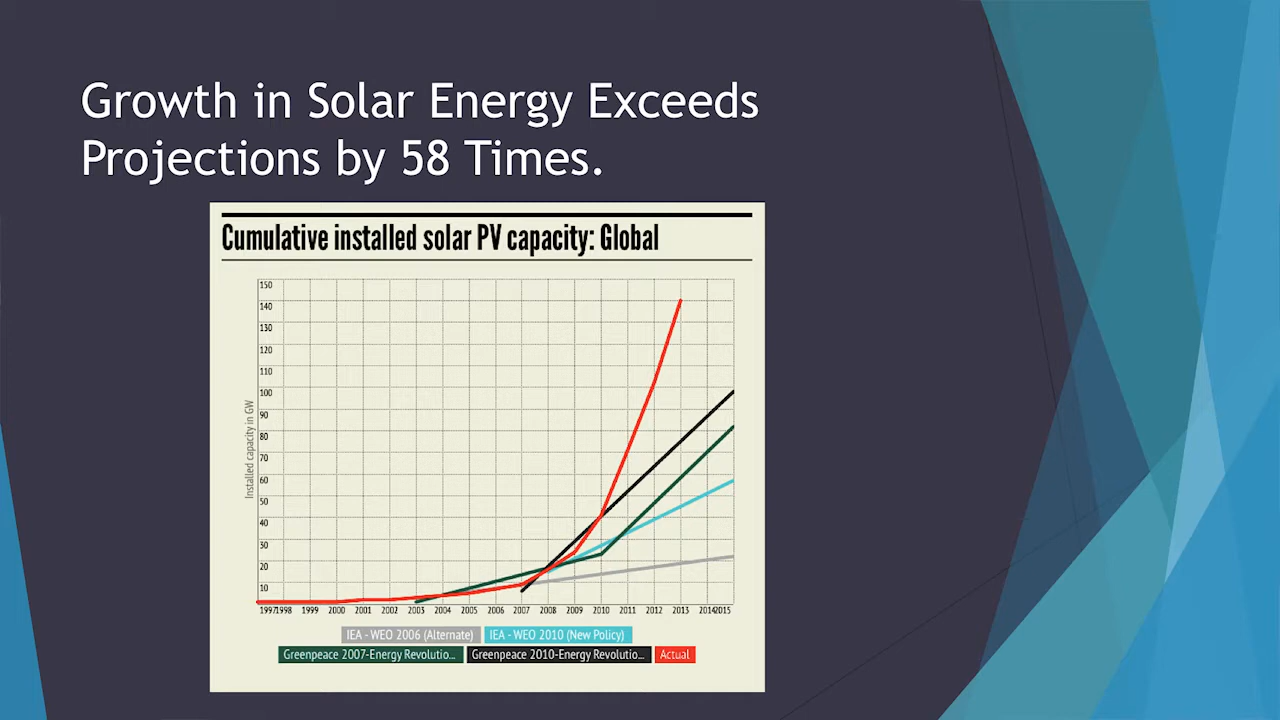 Growth in Solar Energy Exceeds
Projections by 58 Times.
Cumulative installed solar PV capacity: Global
150
140
130
120
110
100
90
80
70
60
50
40
30
20
10
Installed capacity in GW
1997 1998 1999 2000 2001 2002 2003 2004 2005 2006 2007 2008 2009 2010 2011 2012 2013 2014 2015
IEA - WEO 2006 (Alternate) IEA - WEO 2010 (New Policy)
Greenpeace 2007-Energy Revolutio... Greenpeace 2010-Energy Revolutio... Actual